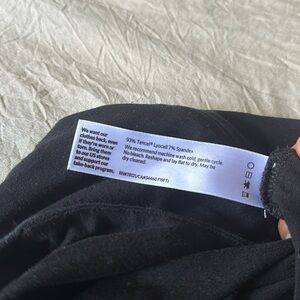 We want our
clothes back, even
if they're worn or
torn. Bring them
to our US stores
and support our
take-back program.
93% Tencel® Lyocell 7% Spandex
We recommend machine wash cold, gentle cycle.
No bleach. Reshape and lay flat to dry. May be
dry cleaned.